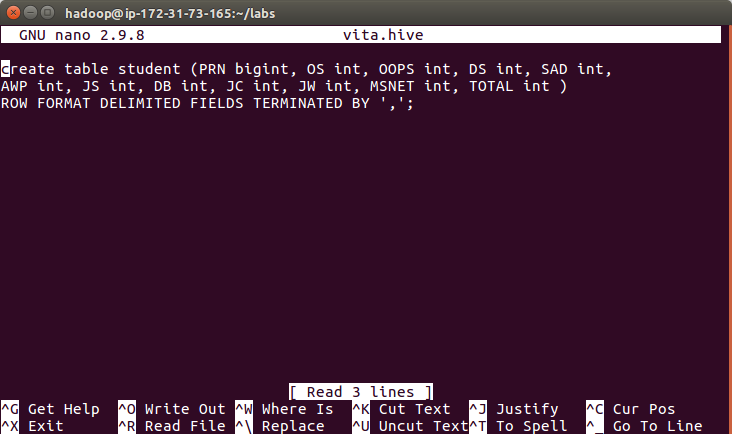 hadoop@ip-172-31-73-165:~/labs
GNU nano 2.9.8 vita.hive
create table student (PRN bigint, OS int, OOPS int, DS int, SAD int,
AWP int, JS int, DB int, JC int, JW int, MSNET int, TOTAL int )
ROW FORMAT DELIMITED FIELDS TERMINATED BY ',';
[ Read 3 lines ]
^G Get Help ^O Write Out ^W Where Is ^K Cut Text ^J Justify ^C Cur Pos
^X Exit ^R Read File ^\ Replace ^U Uncut Text ^T To Spell ^_ Go To Line